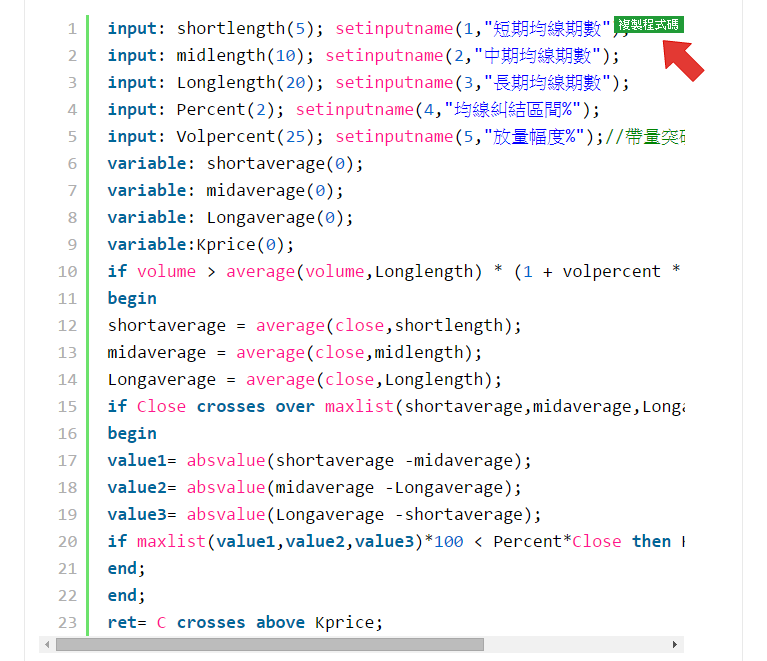 1 input: shortlength(5); setinputname(1,"短期均線期數");
複製程式碼
2 input: midlength(10); setinputname(2,"中期均線期數");
3 input: Longlength(20); setinputname(3,"長期均線期數");
4 input: Percent(2); setinputname(4,"均線糾結區間%");
5 input: Volpercent(25); setinputname(5,"放量幅度%");//帶量突
6 variable: shortaverage(0);
7 variable: midaverage(0);
8 variable: Longaverage(0);
9 variable:Kprice(0);
10 if volume > average(volume,Longlength) * (1 + volpercent *
11 begin
12 shortaverage = average(close,shortlength);
13 midaverage = average(close,midlength);
14 Longaverage = average(close,Longlength);
15 if Close crosses over maxlist(shortaverage,midaverage,Long
16 begin
17 value1= absvalue(shortaverage -midaverage);
18 value2= absvalue(midaverage -Longaverage);
19 value3= absvalue(Longaverage -shortaverage);
20 if maxlist(value1,value2,value3)*100 < Percent*Close then
21 end;
22 end;
23 ret= C crosses above Kprice;